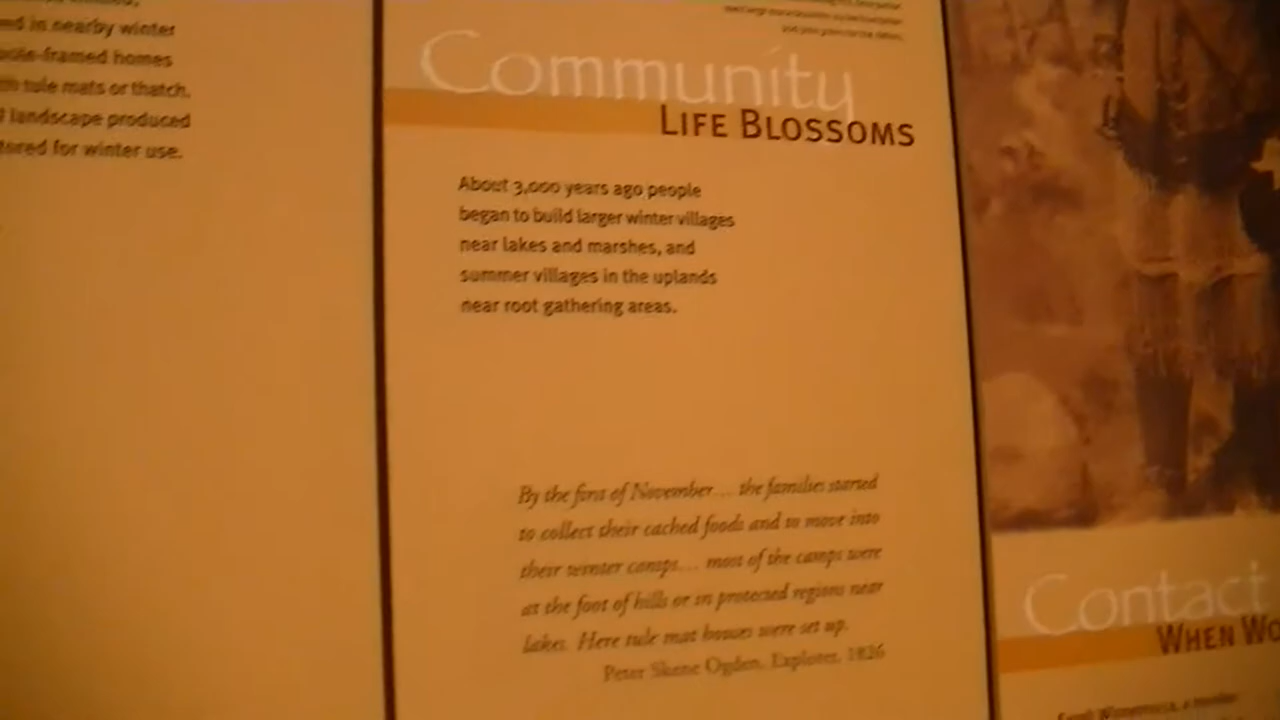 nd in nearby winter
pole-framed homes
tule mats or thatch.
landscape produced
tored for winter use.
Community
LIFE BLOSSOMS
About 3,000 years ago people
began to build larger winter villages
near lakes and marshes, and
summer villages in the uplands
near root gathering areas.
By the first of November... the families started
to collect their cached foods and to move into
their winter camps... most of the camps were
at the foot of hills or in protected regions near
lakes. Here tule mat houses were set up.
Peter Skene Ogden, Explorer, 1826
Contact
WHEN WO